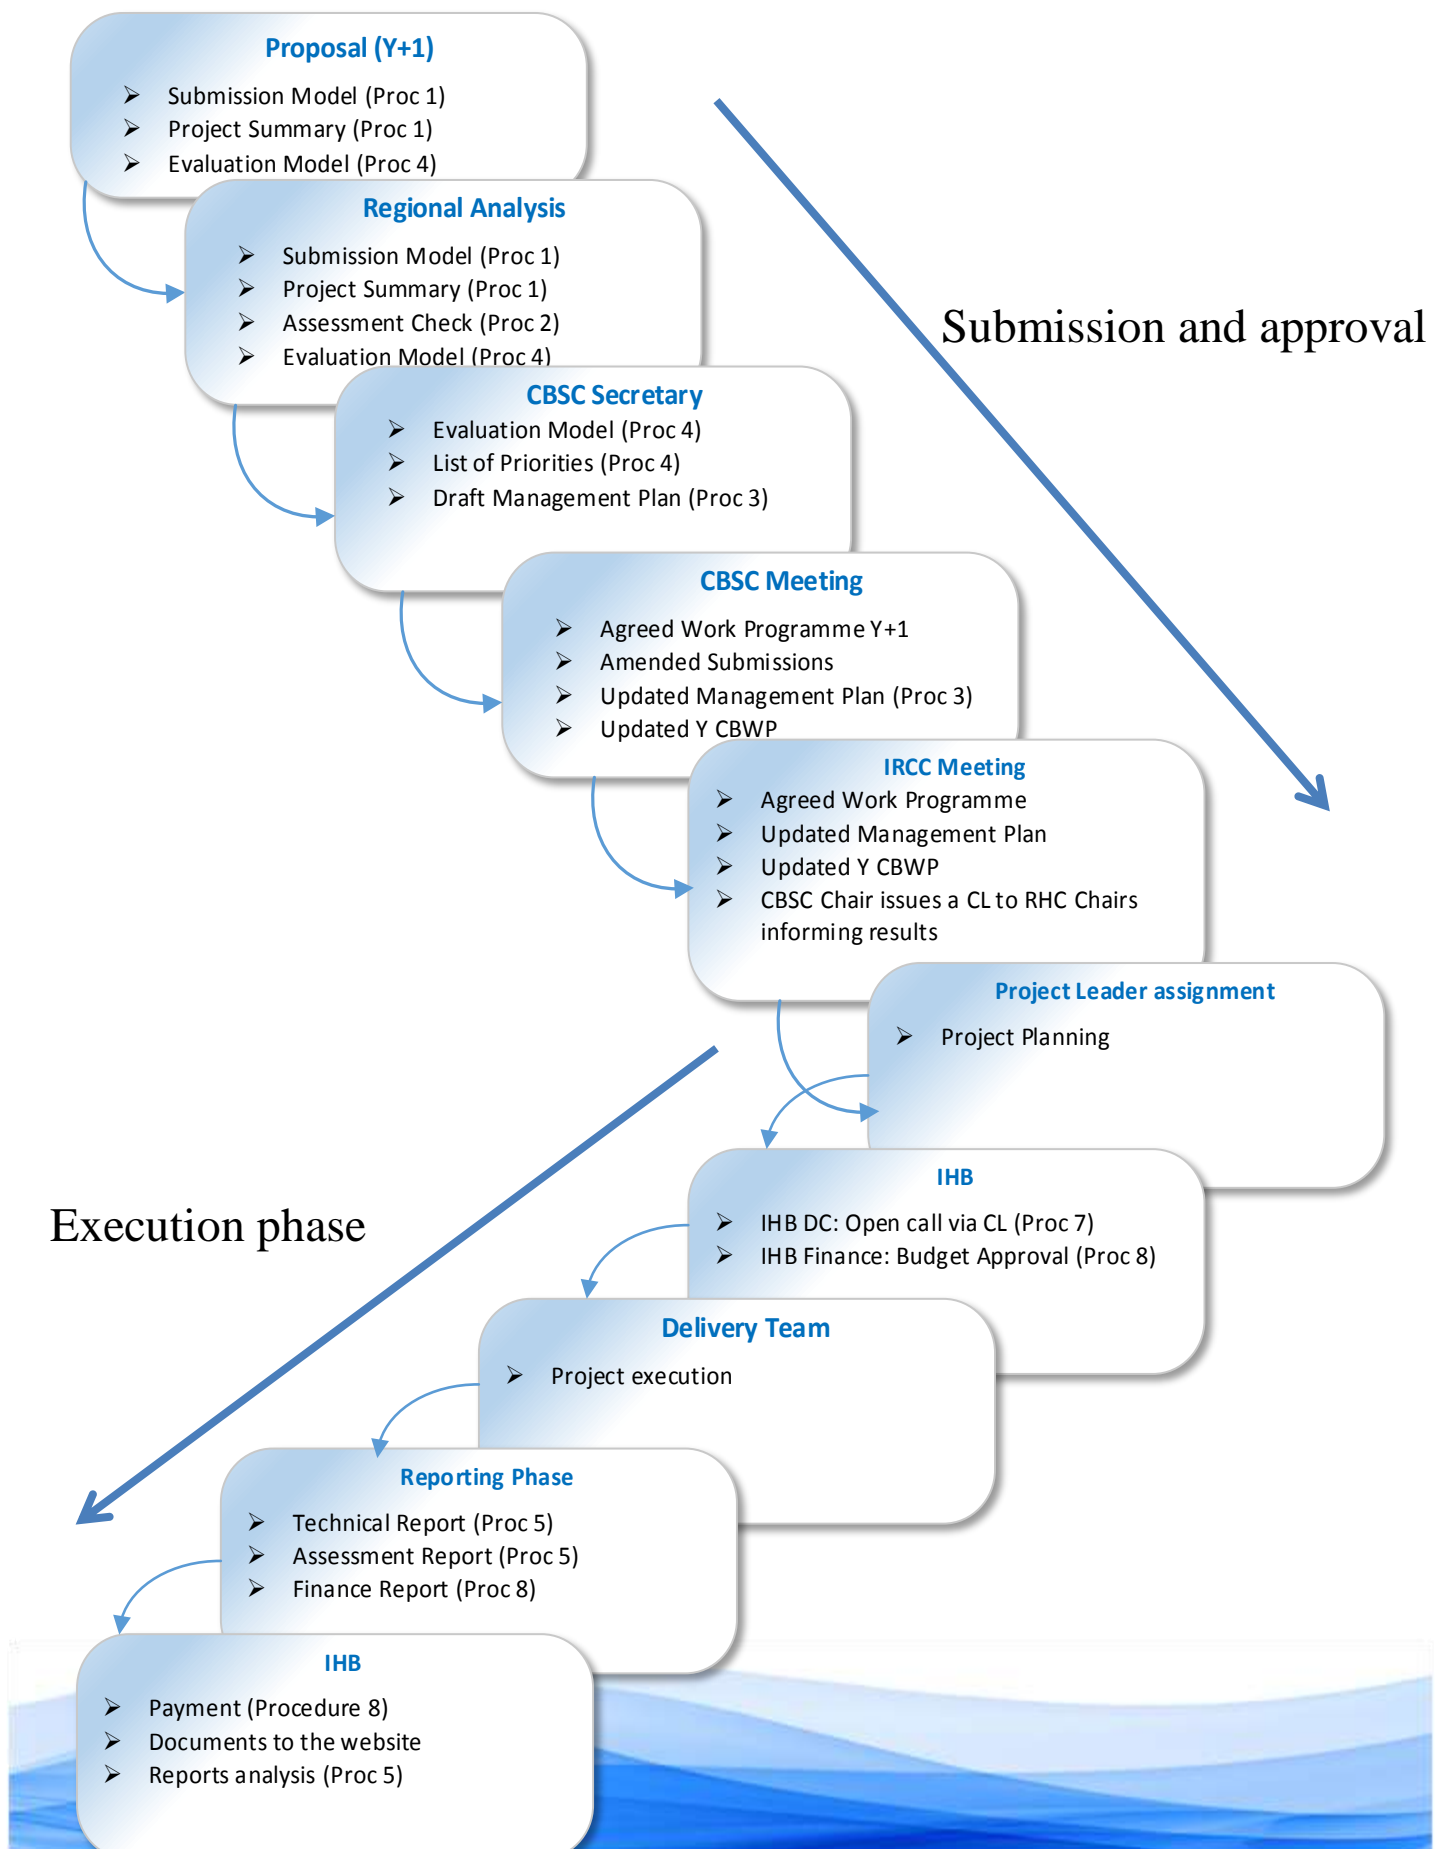 Proposal (Y+1)
➢ Submission Model (Proc 1)
➢ Project Summary (Proc 1)
➢ Evaluation Model (Proc 4)
Regional Analysis
➢ Submission Model (Proc 1)
➢ Project Summary (Proc 1)
➢ Assessment Check (Proc 2)
➢ Evaluation Model (Proc 4)
Submission and approval
CBSC Secretary
➢ Evaluation Model (Proc 4)
➢ List of Priorities (Proc 4)
➢ Draft Management Plan (Proc 3)
CBSC Meeting
➢ Agreed Work Programme Y+1
➢ Amended Submissions
➢ Updated Management Plan (Proc 3)
➢ Updated Y CBWP
IRCC Meeting
➢ Agreed Work Programme
➢ Updated Management Plan
➢ Updated Y CBWP
➢ CBSC Chair issues a CL to RHC Chairs
informing results
Project Leader assignment
➢ Project Planning
Execution phase
IHB
➢ IHB DC: Open call via CL (Proc 7)
➢ IHB Finance: Budget Approval (Proc 8)
Delivery Team
➢ Project execution
Reporting Phase
➢ Technical Report (Proc 5)
➢ Assessment Report (Proc 5)
➢ Finance Report (Proc 8)
IHB
➢ Payment (Procedure 8)
➢ Documents to the website
➢ Reports analysis (Proc 5)